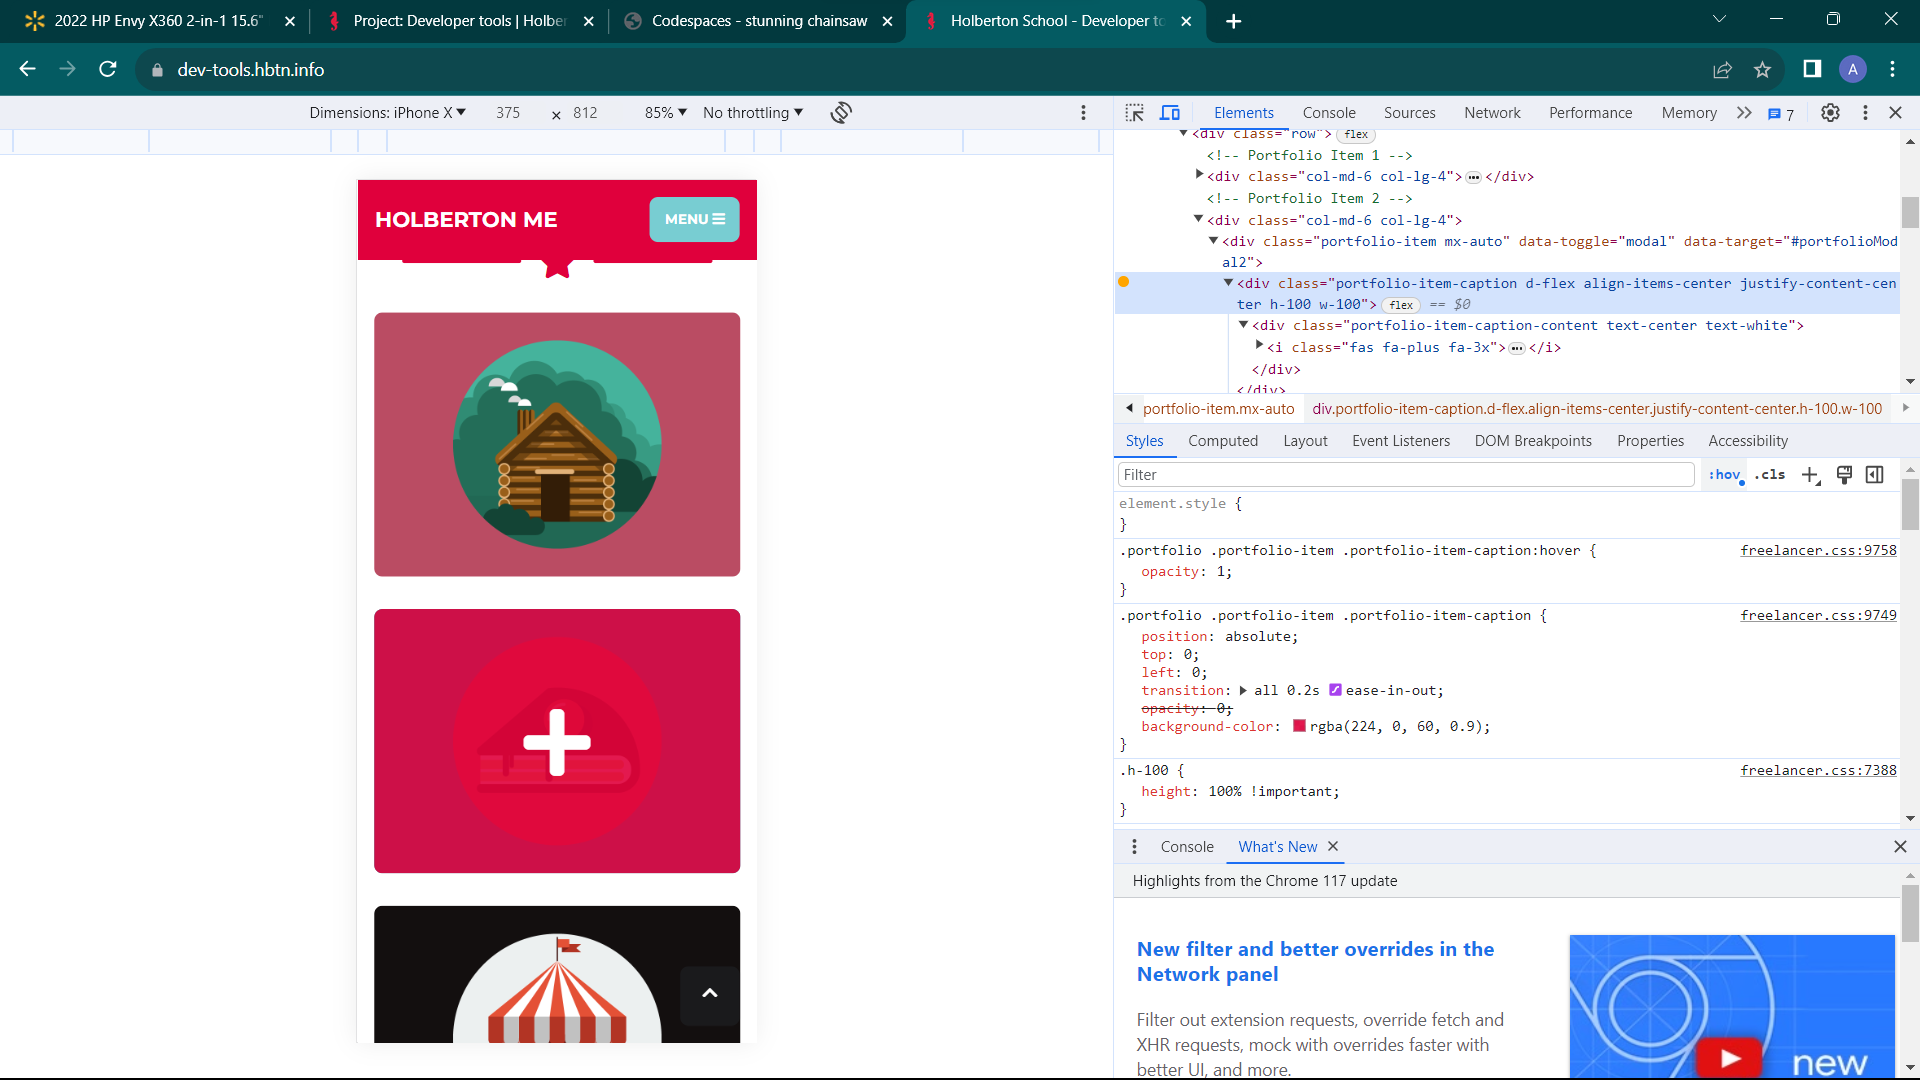 2022 HP Envy X360 2-in-1 15.6"
Project: Developer tools | Holber
Codespaces - stunning chainsaw
Holberton School - Developer to
dev-tools.hbtn.info
A
Dimensions: iPhone X
375
×
812
85%
No throttling
HOLBERTON ME
MENU
Elements
Console
Sources
Network
Performance
Memory
7
<div class="row"> flex
<!-- Portfolio Item 1 -->
<div class="col-md-6 col-lg-4"> … </div>
<!-- Portfolio Item 2 -->
<div class="col-md-6 col-lg-4">
<div class="portfolio-item mx-auto" data-toggle="modal" data-target="#portfolioMod
al2">
<div class="portfolio-item-caption d-flex align-items-center justify-content-cen
ter h-100 w-100"> flex == $0
<div class="portfolio-item-caption-content text-center text-white">
<i class="fas fa-plus fa-3x"> … </i>
</div>
</div>
portfolio-item.mx-auto
div.portfolio-item-caption.d-flex.align-items-center.justify-content-center.h-100.w-100
Styles
Computed
Layout
Event Listeners
DOM Breakpoints
Properties
Accessibility
Filter
:hov
.cls
element.style {
}
.portfolio .portfolio-item .portfolio-item-caption:hover {
freelancer.css:9758
opacity: 1;
}
.portfolio .portfolio-item .portfolio-item-caption {
freelancer.css:9749
position: absolute;
top: 0;
left: 0;
transition: all 0.2s ease-in-out;
opacity: 0;
background-color: rgba(224, 0, 60, 0.9);
}
.h-100 {
freelancer.css:7388
height: 100% !important;
}
Console
What's New
Highlights from the Chrome 117 update
New filter and better overrides in the
Network panel
Filter out extension requests, override fetch and
XHR requests, mock with overrides faster with
better UI, and more.
new